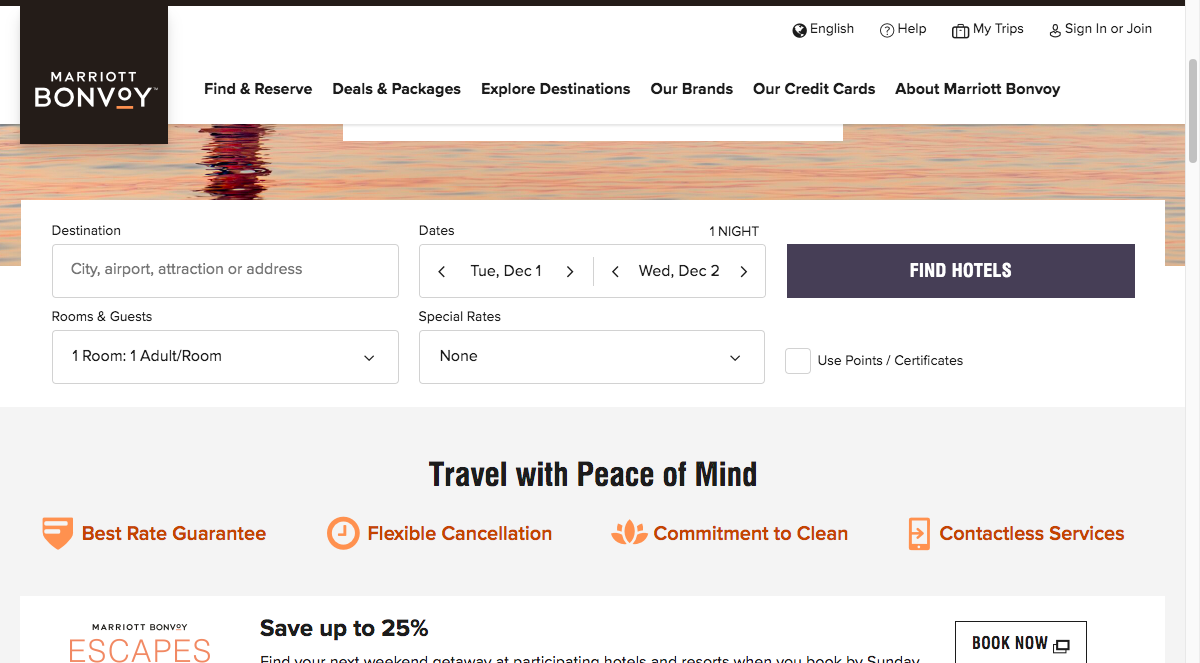 English
Help
My Trips
Sign In or Join
MARRIOTT
BONVOY™
Find & Reserve
Deals & Packages
Explore Destinations
Our Brands
Our Credit Cards
About Marriott Bonvoy
Destination
City, airport, attraction or address
Dates
1 NIGHT
Tue, Dec 1
Wed, Dec 2
FIND HOTELS
Rooms & Guests
1 Room: 1 Adult/Room
Special Rates
None
Use Points / Certificates
Travel with Peace of Mind
Best Rate Guarantee
Flexible Cancellation
Commitment to Clean
Contactless Services
MARRIOTT BONVOY
ESCAPES
Save up to 25%
Find your next weekend getaway at participating hotels and resorts when you book by Sunday
BOOK NOW